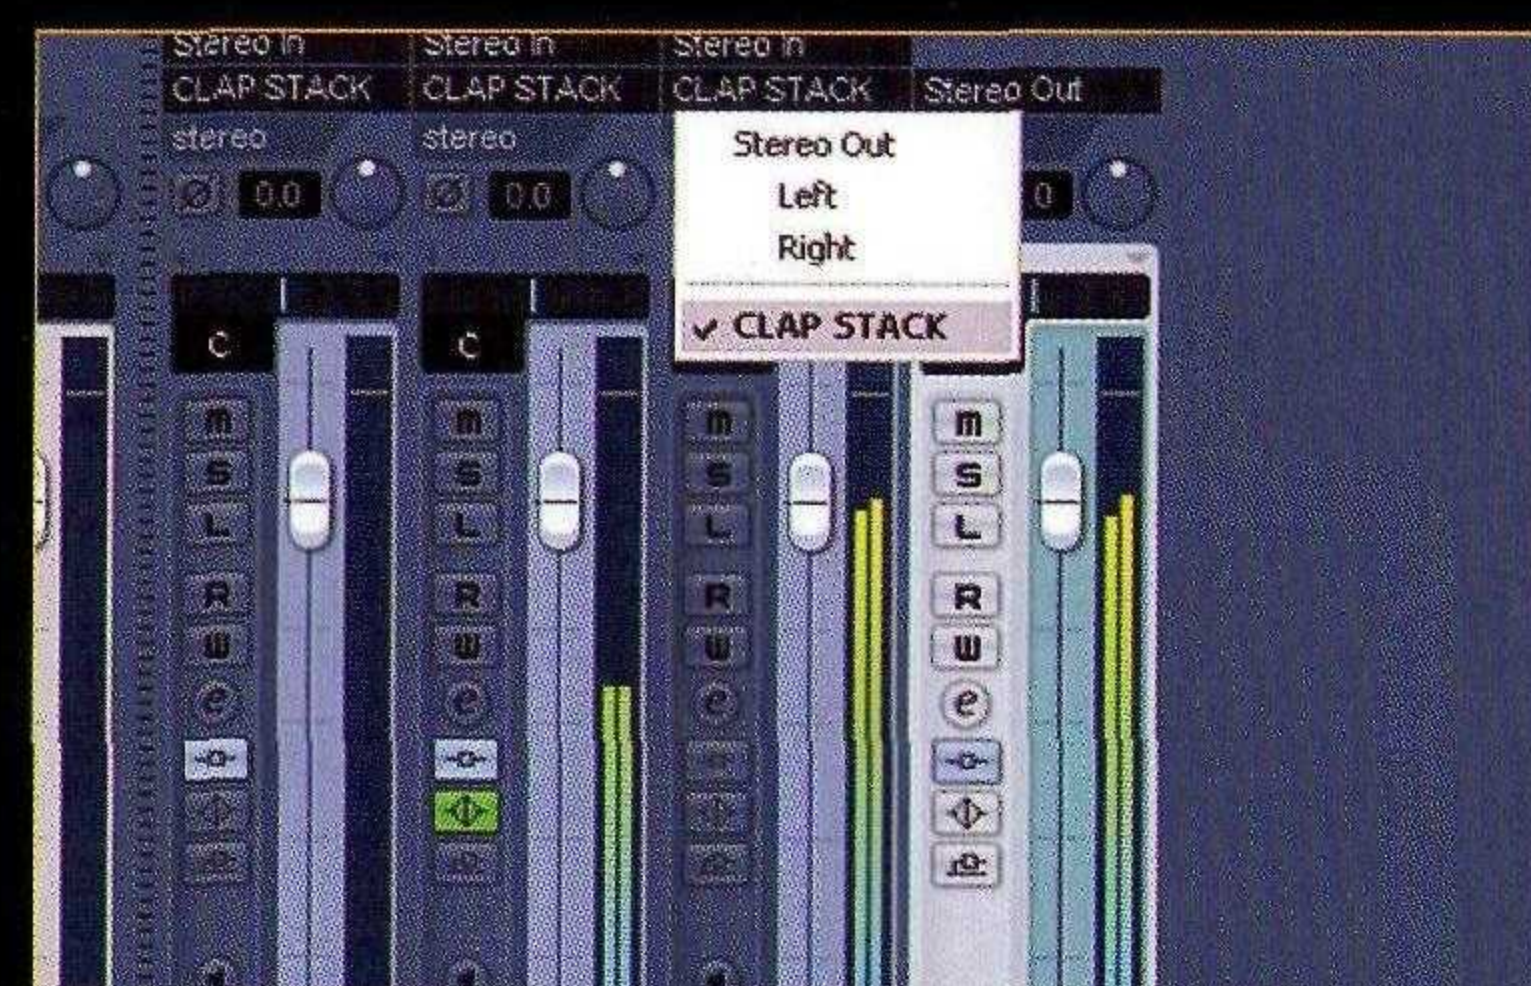 Stereo In Stereo In Stereo In
CLAP STACK CLAP STACK CLAP STACK Stereo Out
stereo stereo Stereo Out
0.0 0.0 Left 0
Right
C C CLAP STACK
m m m m
S S S S
L L L L
R R R R
W W W W
e e e e